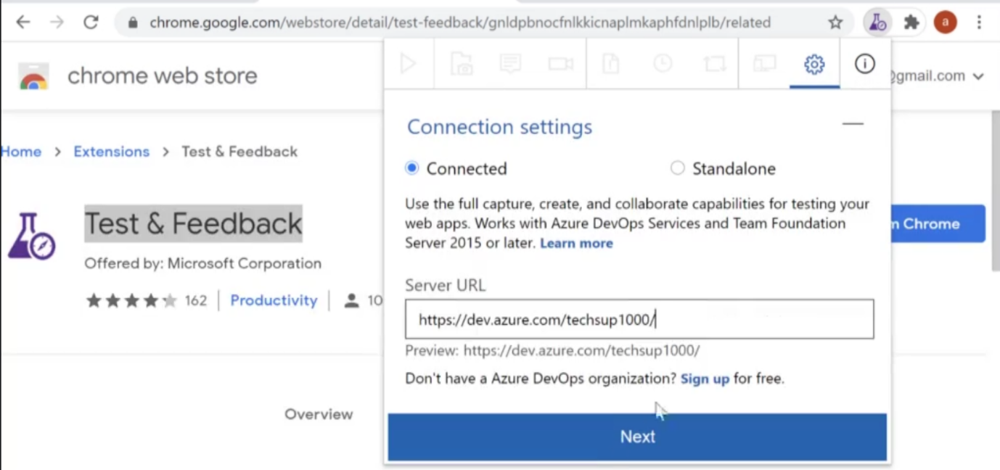 chrome.google.com/webstore/detail/test-feedback/gnldpbnocfnlkkicnaplmkaphfdnlplb/related
a
chrome web store
@gmail.com
Home > Extensions > Test & Feedback
Test & Feedback
Offered by: Microsoft Corporation
162 | Productivity | 10
Chrome
Overview
Connection settings
Connected
Standalone
Use the full capture, create, and collaborate capabilities for testing your
web apps. Works with Azure DevOps Services and Team Foundation
Server 2015 or later. Learn more
Server URL
https://dev.azure.com/techsup1000/
Preview: https://dev.azure.com/techsup1000/
Don't have a Azure DevOps organization? Sign up for free.
Next